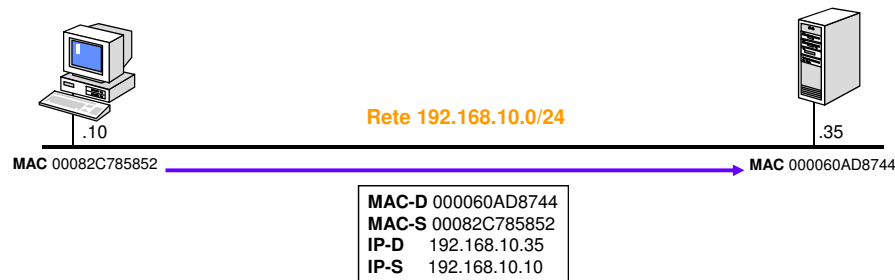 Rete 192.168.10.0/24
.10
.35
MAC 00082C785852
MAC 000060AD8744
MAC-D 000060AD8744
MAC-S 00082C785852
IP-D 192.168.10.35
IP-S 192.168.10.10